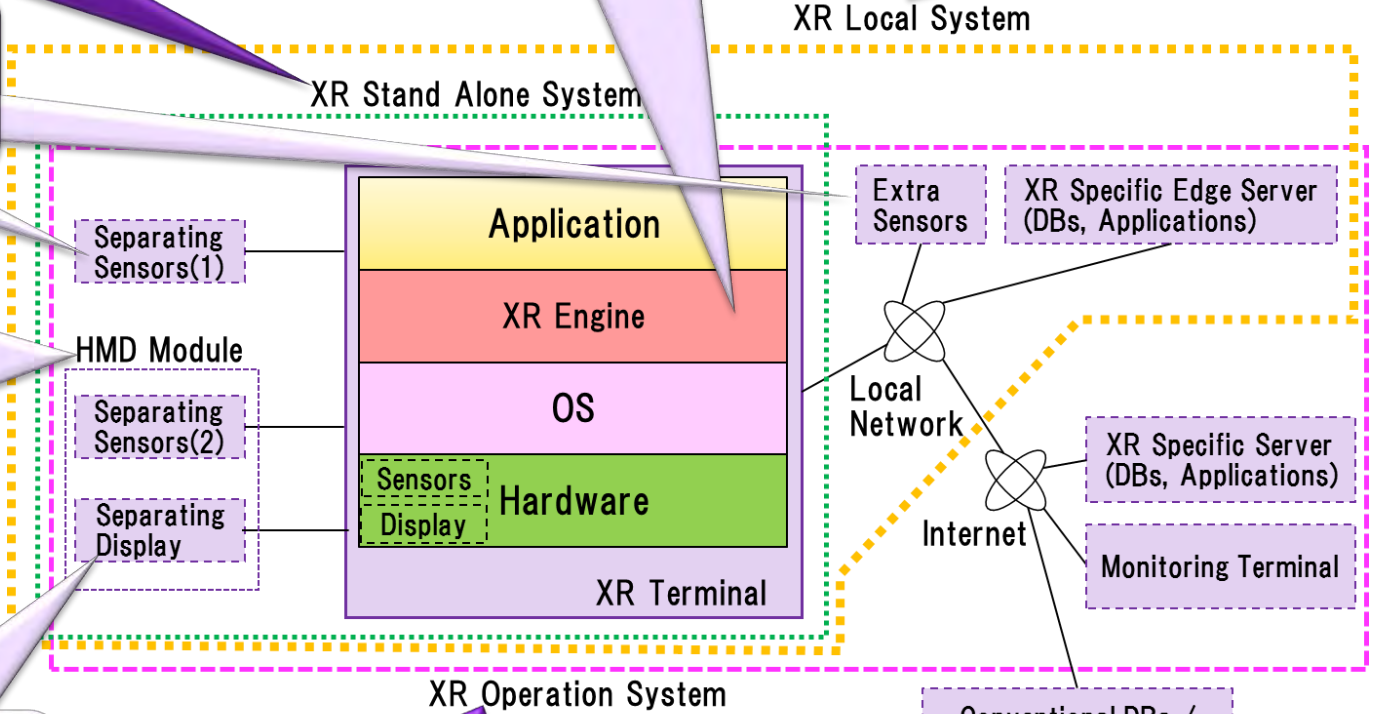 XR Local System
XR Stand Alone System
Extra
Sensors
XR Specific Edge Server
(DBs, Applications)
Application
Separating
Sensors(1)
XR Engine
HMD Module
Local
Network
OS
Separating
Sensors(2)
XR Specific Server
(DBs, Applications)
Sensors
Hardware
Display
Separating
Display
Internet
Monitoring Terminal
XR Terminal
XR Operation System
Conventional DBs /